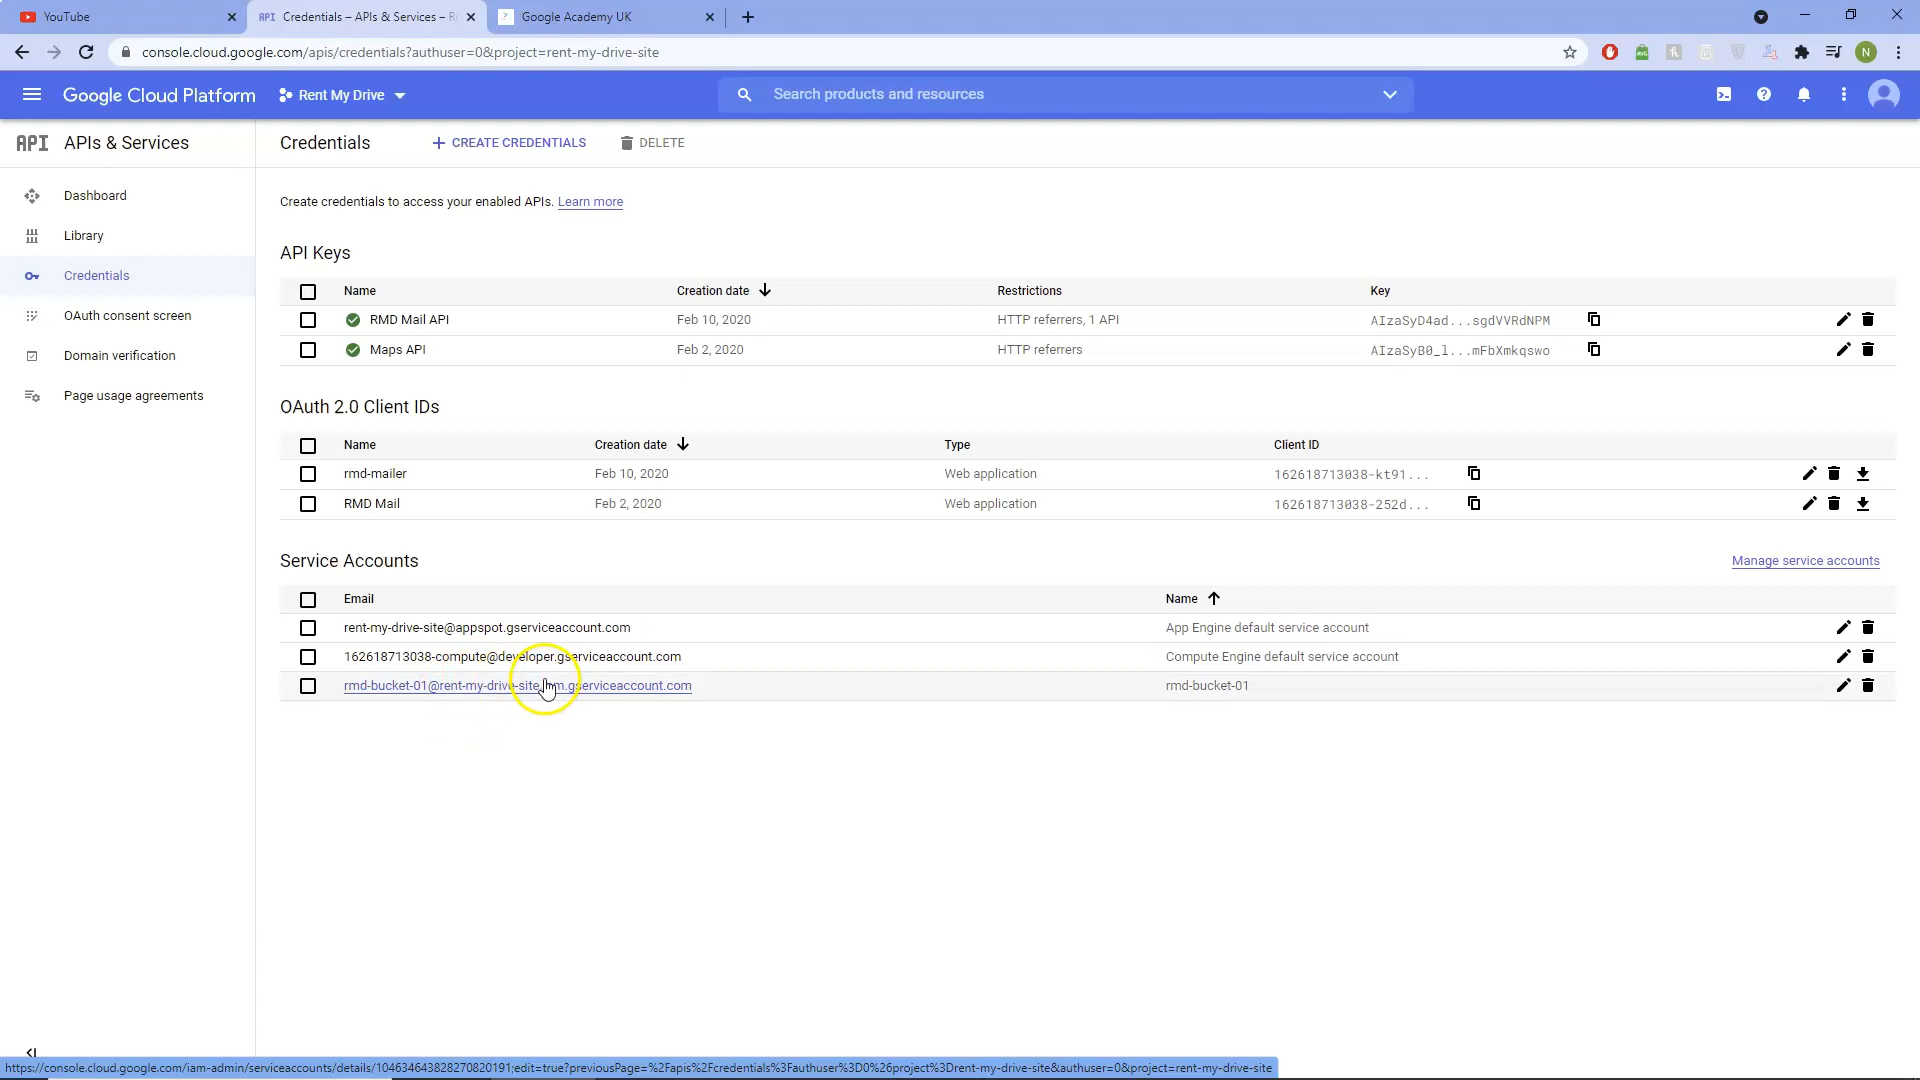 YouTube
API Credentials – APIs & Services – R
Google Academy UK
console.cloud.google.com/apis/credentials?authuser=0&project=rent-my-drive-site
N
Google Cloud Platform
Rent My Drive
Search products and resources
API APIs & Services
Credentials
CREATE CREDENTIALS
DELETE
Dashboard
Library
Credentials
OAuth consent screen
Domain verification
Page usage agreements
Create credentials to access your enabled APIs. Learn more
API Keys
Name Creation date Restrictions Key
RMD Mail API Feb 10, 2020 HTTP referrers, 1 API AIzaSyD4ad...sgdVVRdNPM
Maps API Feb 2, 2020 HTTP referrers AIzaSyB0_l...mFbXmkqswo
OAuth 2.0 Client IDs
Name Creation date Type Client ID
rmd-mailer Feb 10, 2020 Web application 162618713038-kt91...
RMD Mail Feb 2, 2020 Web application 162618713038-252d...
Service Accounts
Manage service accounts
Email Name
rent-my-drive-site@appspot.gserviceaccount.com App Engine default service account
162618713038-compute@developer.gserviceaccount.com Compute Engine default service account
rmd-bucket-01@rent-my-drive-site.iam.gserviceaccount.com rmd-bucket-01
https://console.cloud.google.com/iam-admin/serviceaccounts/details/104634643828270820191;edit=true?previousPage=%2Fapis%2Fcredentials%3Fauthuser%3D0%26project%3Drent-my-drive-site&authuser=0&project=rent-my-drive-site